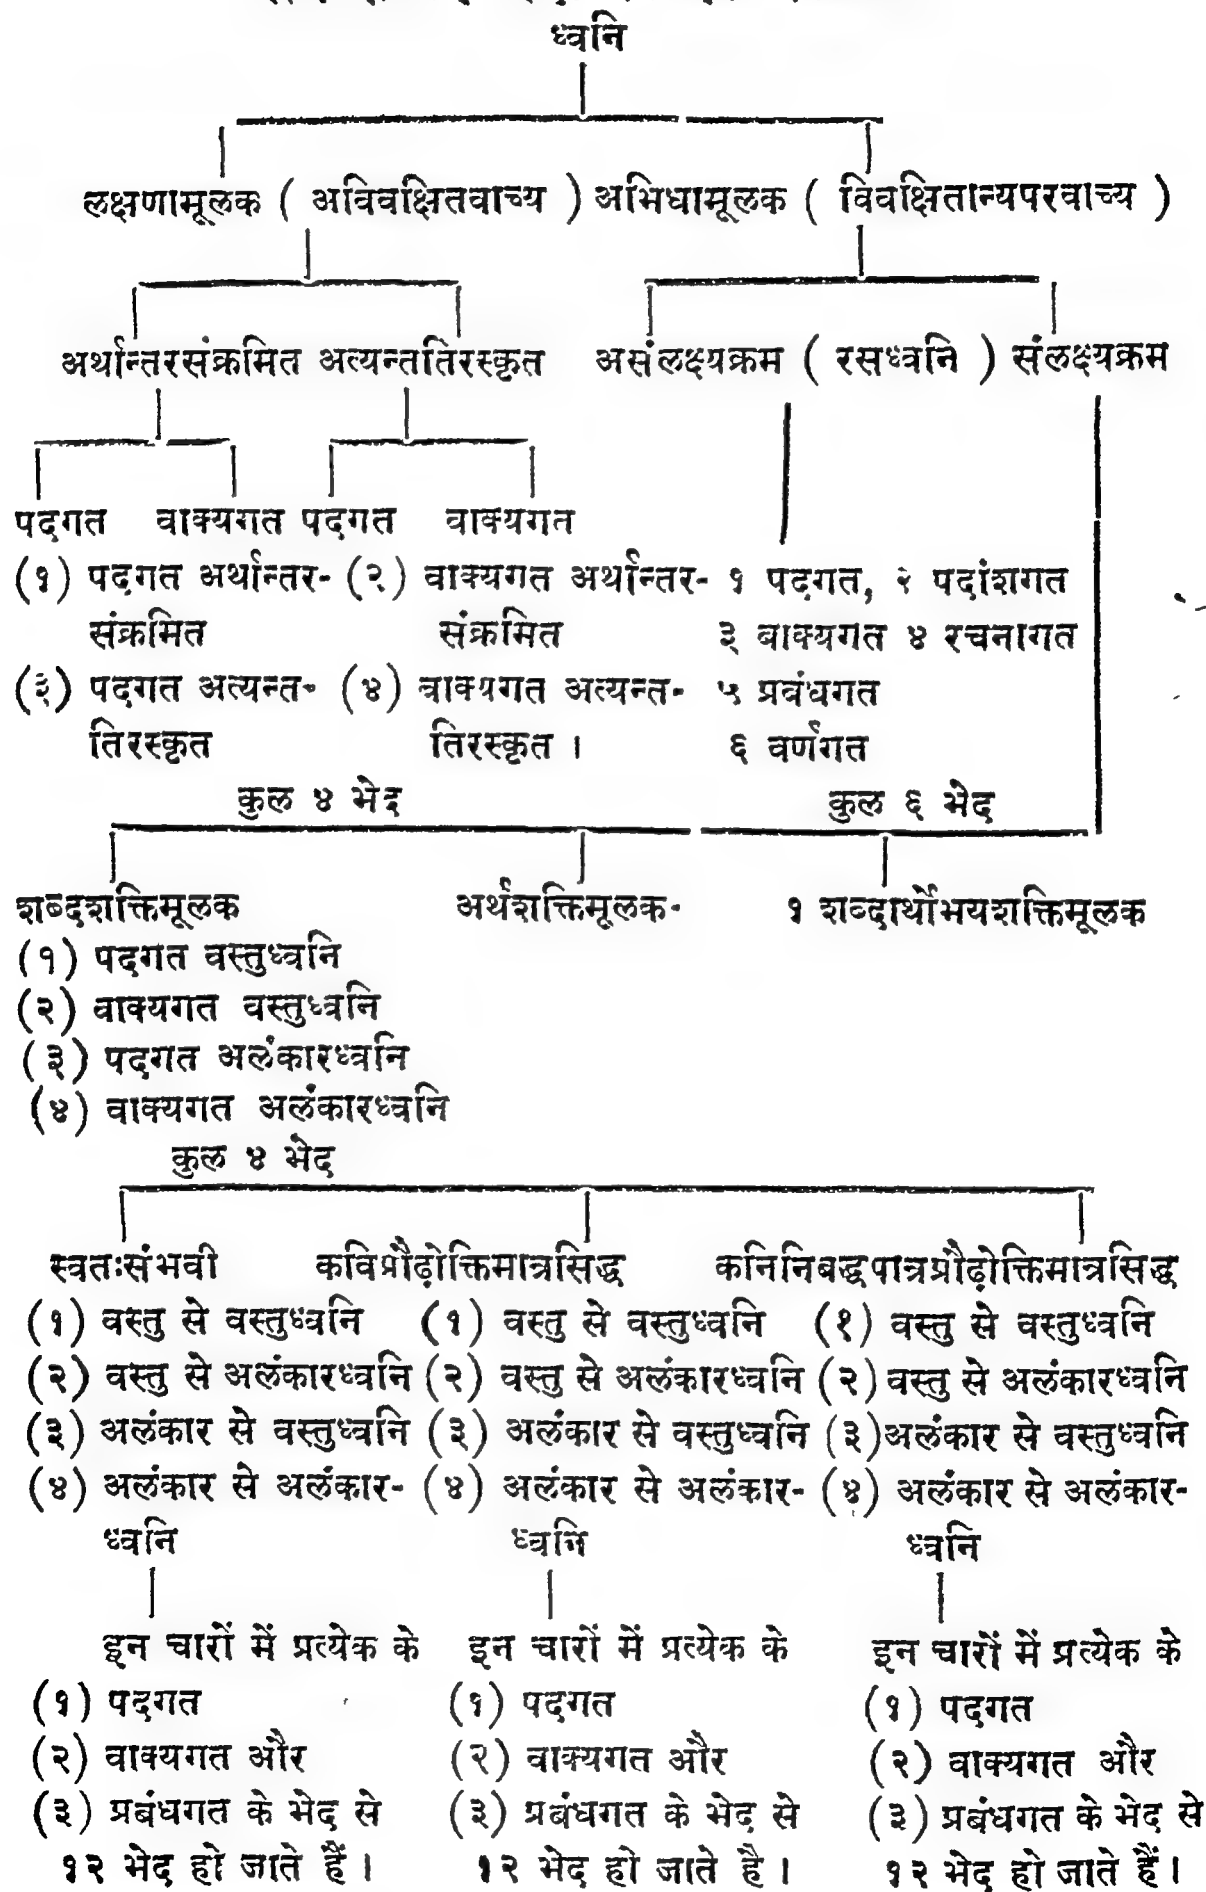 ध्वनि
लक्षणामूलक ( अविवक्षितवाच्य ) अभिधामूलक ( विवक्षितान्यपरवाच्य )
अर्थान्तरसंक्रमित अत्यन्ततिरस्कृत असंलक्ष्यक्रम ( रसध्वनि ) संलक्ष्यक्रम
पदगत वाक्यगत पदगत वाक्यगत
(१) पदगत अर्थान्तर- (२) वाक्यगत अर्थान्तर- १ पदगत, २ पदांशगत
संक्रमित संक्रमित ३ वाक्यगत ४ रचनागत
(३) पदगत अत्यन्त- (४) वाक्यगत अत्यन्त- ५ प्रवंधगत
तिरस्कृत तिरस्कृत । ६ वर्णगत
कुल ४ भेद कुल ६ भेद
शब्दशक्तिमूलक अर्थशक्तिमूलक- १ शब्दार्थोभयशक्तिमूलक
(१) पदगत वस्तुध्वनि
(२) वाक्यगत वस्तुध्वनि
(३) पदगत अलंकारध्वनि
(४) वाक्यगत अलंकारध्वनि
कुल ४ भेद
स्वतःसंभवी कविप्रौढ़ोक्तिमात्रसिद्ध कनिनिबद्धपात्रप्रौढ़ोक्तिमात्रसिद्ध
(१) वस्तु से वस्तुध्वनि (१) वस्तु से वस्तुध्वनि (१) वस्तु से वस्तुध्वनि
(२) वस्तु से अलंकारध्वनि (२) वस्तु से अलंकारध्वनि (२) वस्तु से अलंकारध्वनि
(३) अलंकार से वस्तुध्वनि (३) अलंकार से वस्तुध्वनि (३) अलंकार से वस्तुध्वनि
(४) अलंकार से अलंकार- (४) अलंकार से अलंकार- (४) अलंकार से अलंकार-
ध्वनि ध्वनि ध्वनि
इन चारों में प्रत्येक के इन चारों में प्रत्येक के इन चारों में प्रत्येक के
(१) पदगत (१) पदगत (१) पदगत
(२) वाक्यगत और (२) वाक्यगत और (२) वाक्यगत और
(३) प्रबंधगत के भेद से (३) प्रबंधगत के भेद से (३) प्रबंधगत के भेद से
१२ भेद हो जाते हैं । १२ भेद हो जाते है । १२ भेद हो जाते हैं ।